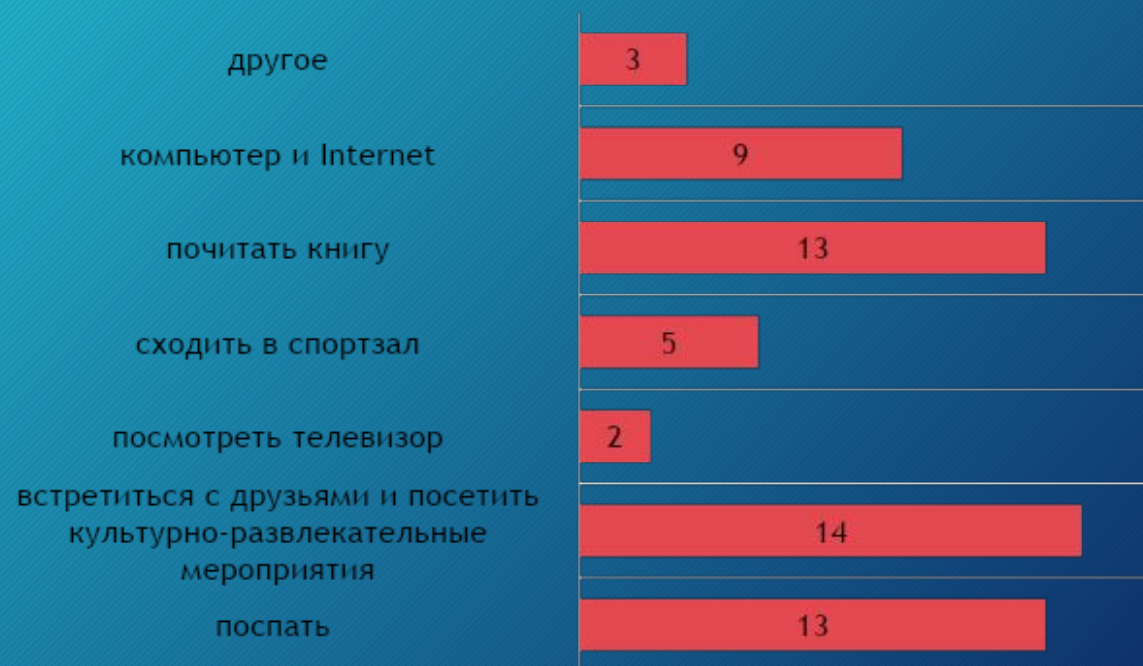 другое
3
компьютер и Internet
9
почитать книгу
13
сходить в спортзал
5
посмотреть телевизор
2
встретиться с друзьями и посетить
культурно-развлекательные
мероприятия
14
поспать
13